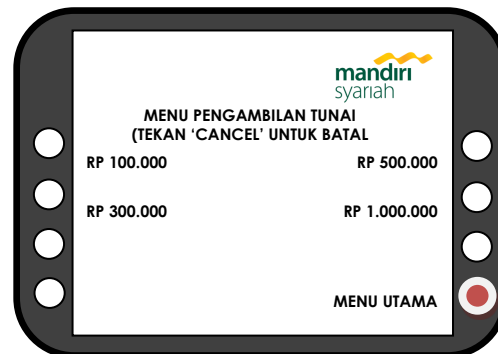 mandiri
syariah
MENU PENGAMBILAN TUNAI
(TEKAN ‘CANCEL’ UNTUK BATAL
RP 100.000 RP 500.000
RP 300.000 RP 1.000.000
MENU UTAMA